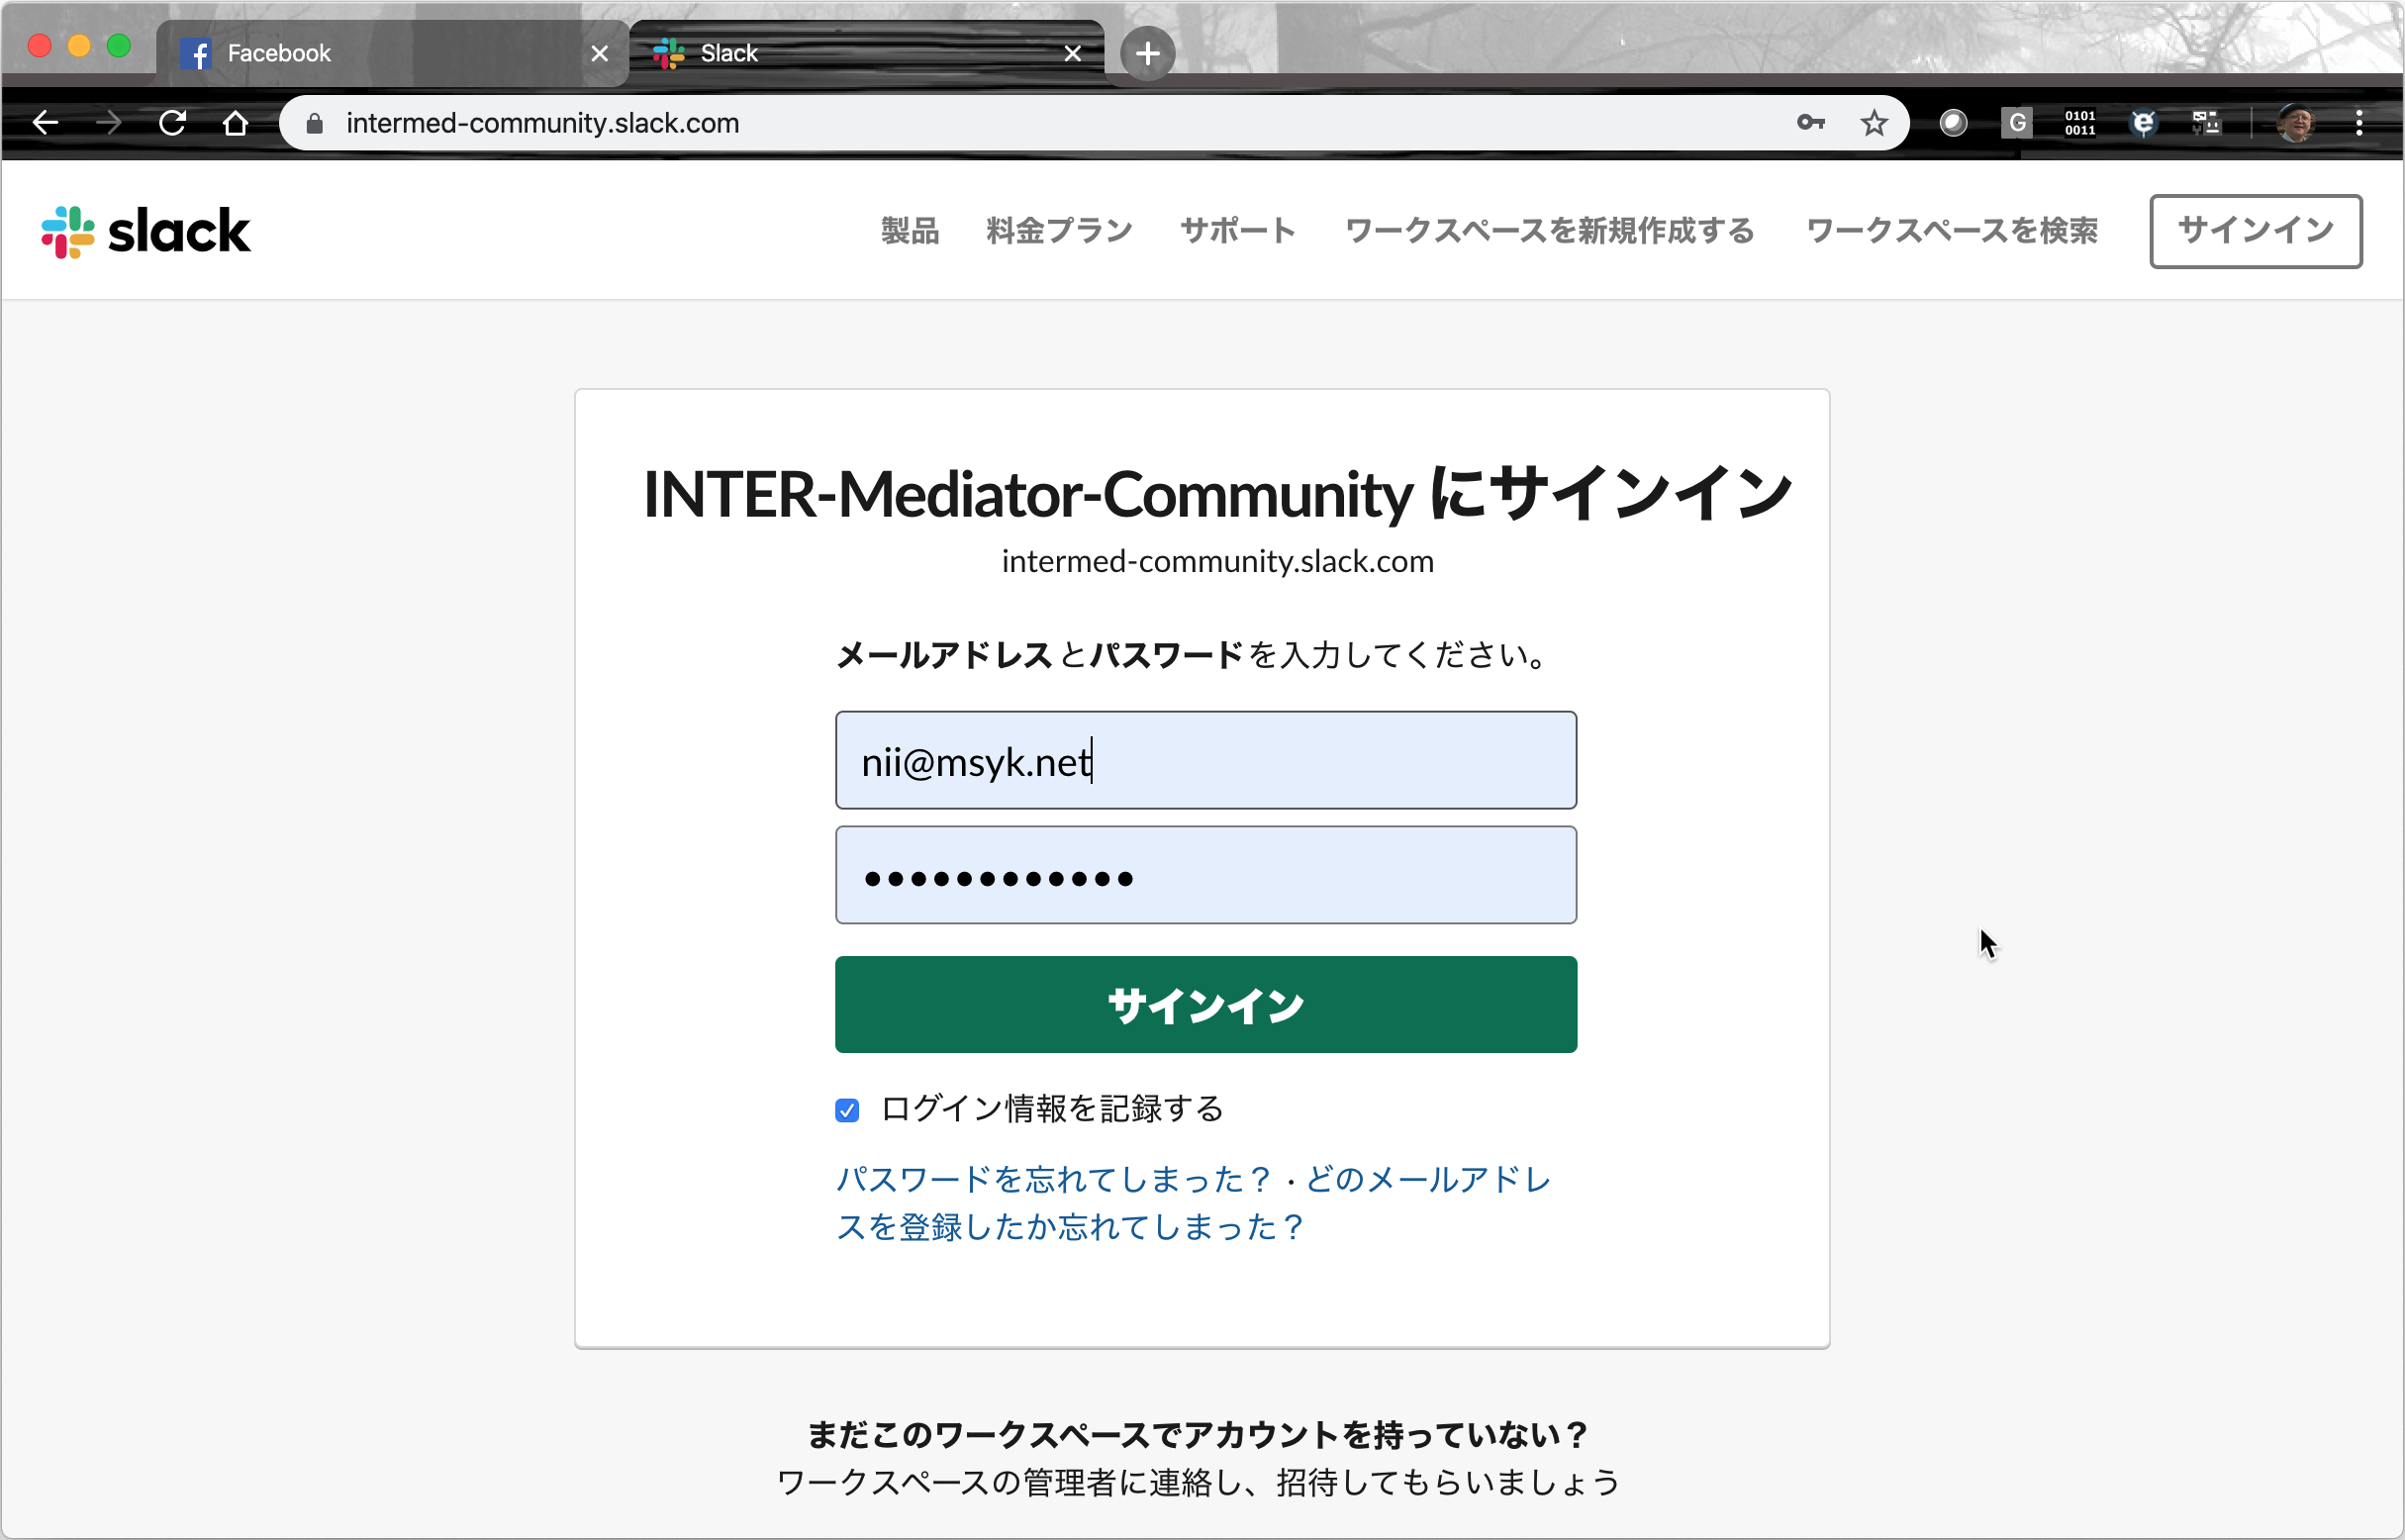 Facebook
Slack
intermed-community.slack.com
G
0101
0011
slack
製品 料金プラン サポート ワークスペースを新規作成する ワークスペースを検索 サインイン
INTER-Mediator-Community にサインイン
intermed-community.slack.com
メールアドレスとパスワードを入力してください。
nii@msyk.net
••••••••••••
サインイン
ログイン情報を記録する
パスワードを忘れてしまった？ · どのメールアドレ
スを登録したか忘れてしまった？
まだこのワークスペースでアカウントを持っていない？
ワークスペースの管理者に連絡し、招待してもらいましょう